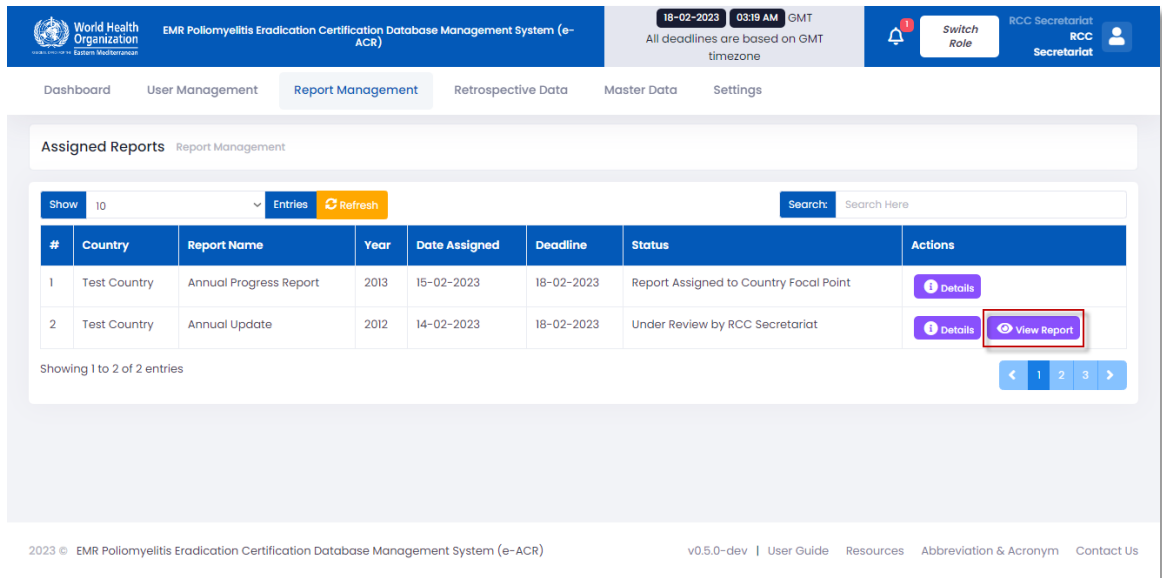 World Health
Organization
Eastern Mediterranean
EMR Poliomyelitis Eradication Certification Database Management System (e-
ACR)
18-02-2023 03:19 AM GMT
All deadlines are based on GMT
timezone
1
Switch
Role
RCC Secretariat
RCC
Secretariat
Dashboard User Management Report Management Retrospective Data Master Data Settings
Assigned Reports Report Management
Show 10 Entries Refresh Search: Search Here
# Country Report Name Year Date Assigned Deadline Status Actions
1 Test Country Annual Progress Report 2013 15-02-2023 18-02-2023 Report Assigned to Country Focal Point Details
2 Test Country Annual Update 2012 14-02-2023 18-02-2023 Under Review by RCC Secretariat Details View Report
Showing 1 to 2 of 2 entries
< 1 2 3 >
2023 © EMR Poliomyelitis Eradication Certification Database Management System (e-ACR) v0.5.0-dev | User Guide Resources Abbreviation & Acronym Contact Us